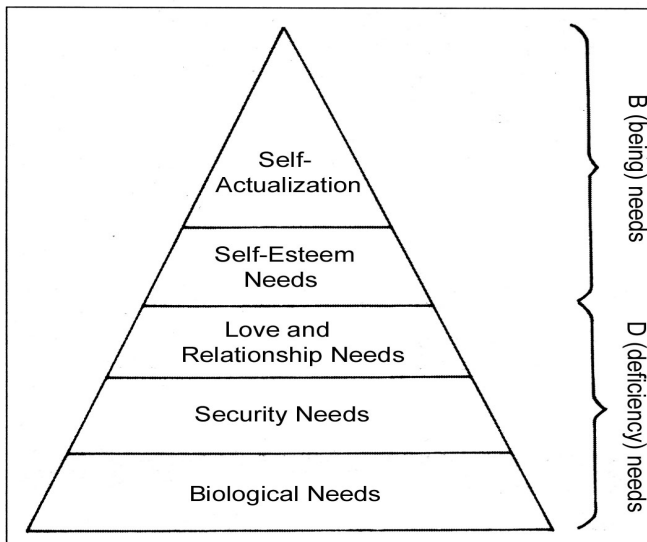 Self-
Actualization
Self-Esteem
Needs
Love and
Relationship Needs
Security Needs
Biological Needs
B (being) needs
D (deficiency) needs